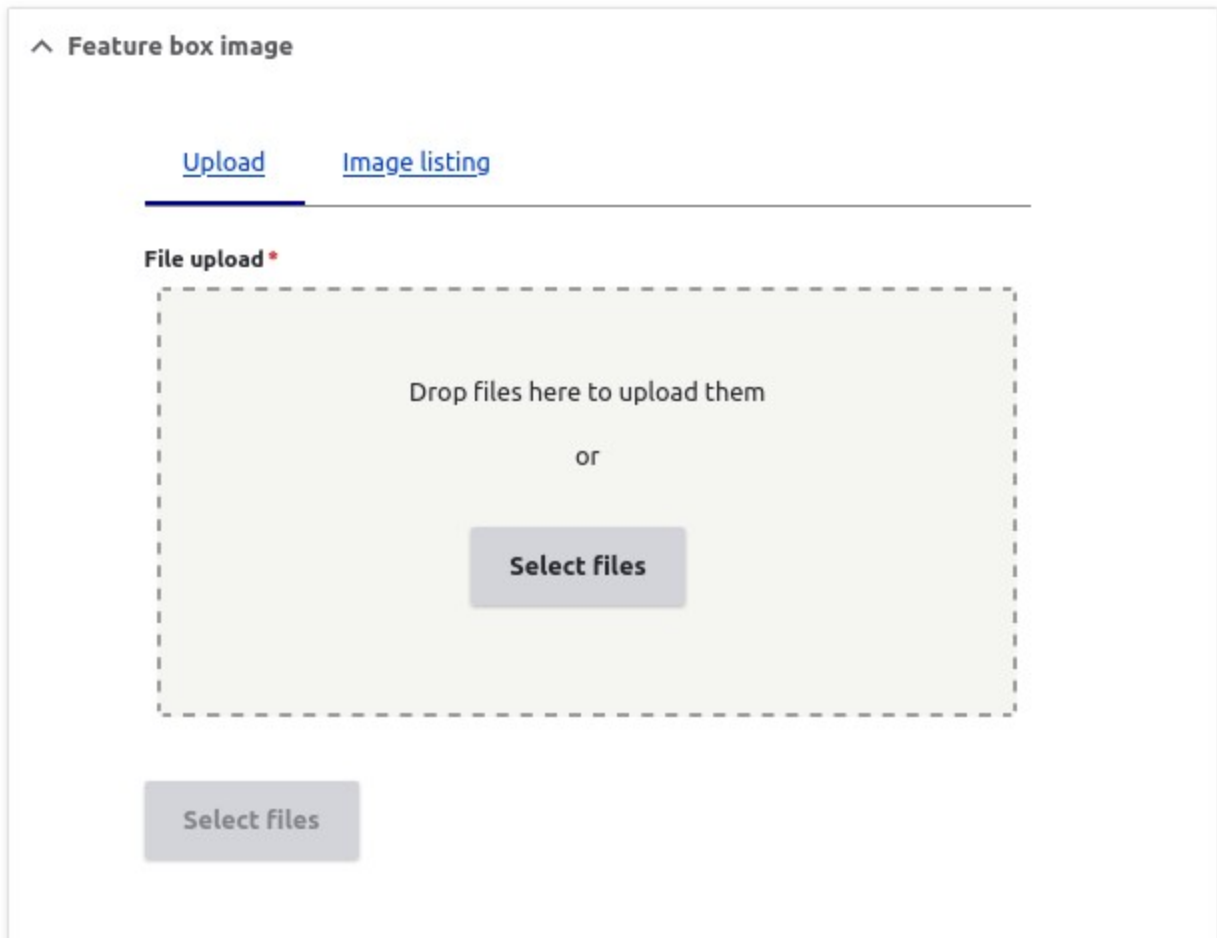 Feature box image
Upload Image listing
File upload*
Drop files here to upload them
or
Select files
Select files